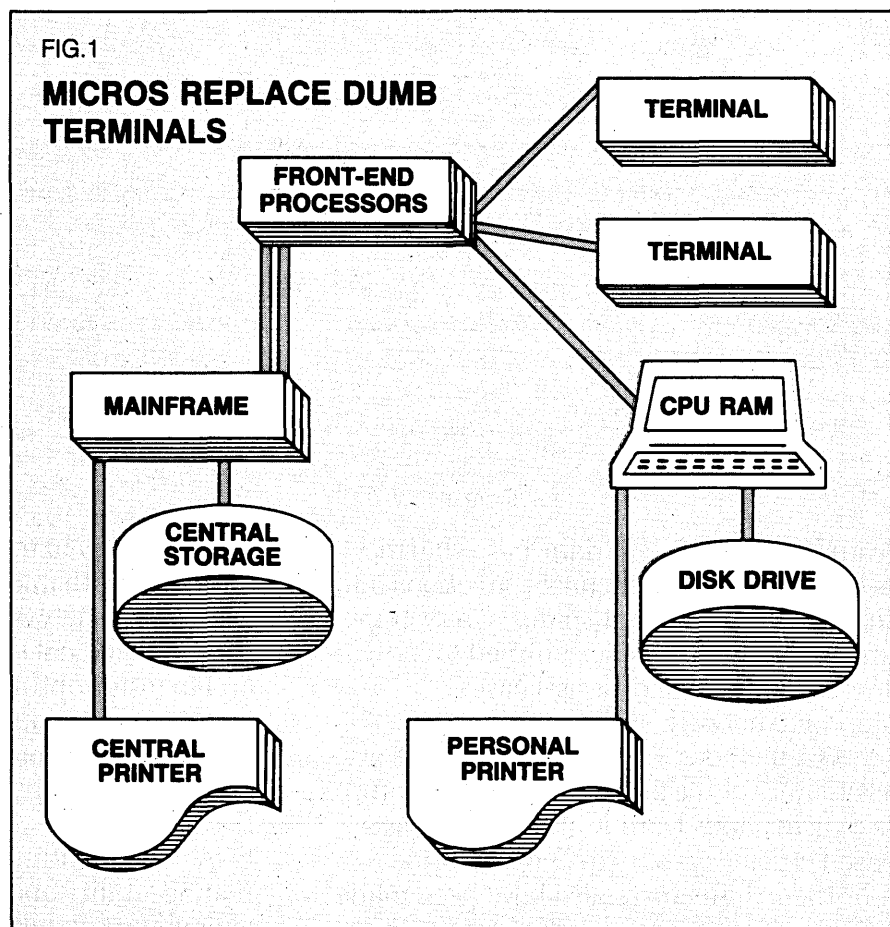 FIG.1
MICROS REPLACE DUMB
TERMINALS
TERMINAL
FRONT-END
PROCESSORS
TERMINAL
MAINFRAME
CPU RAM
CENTRAL
STORAGE
DISK DRIVE
CENTRAL
PRINTER
PERSONAL
PRINTER